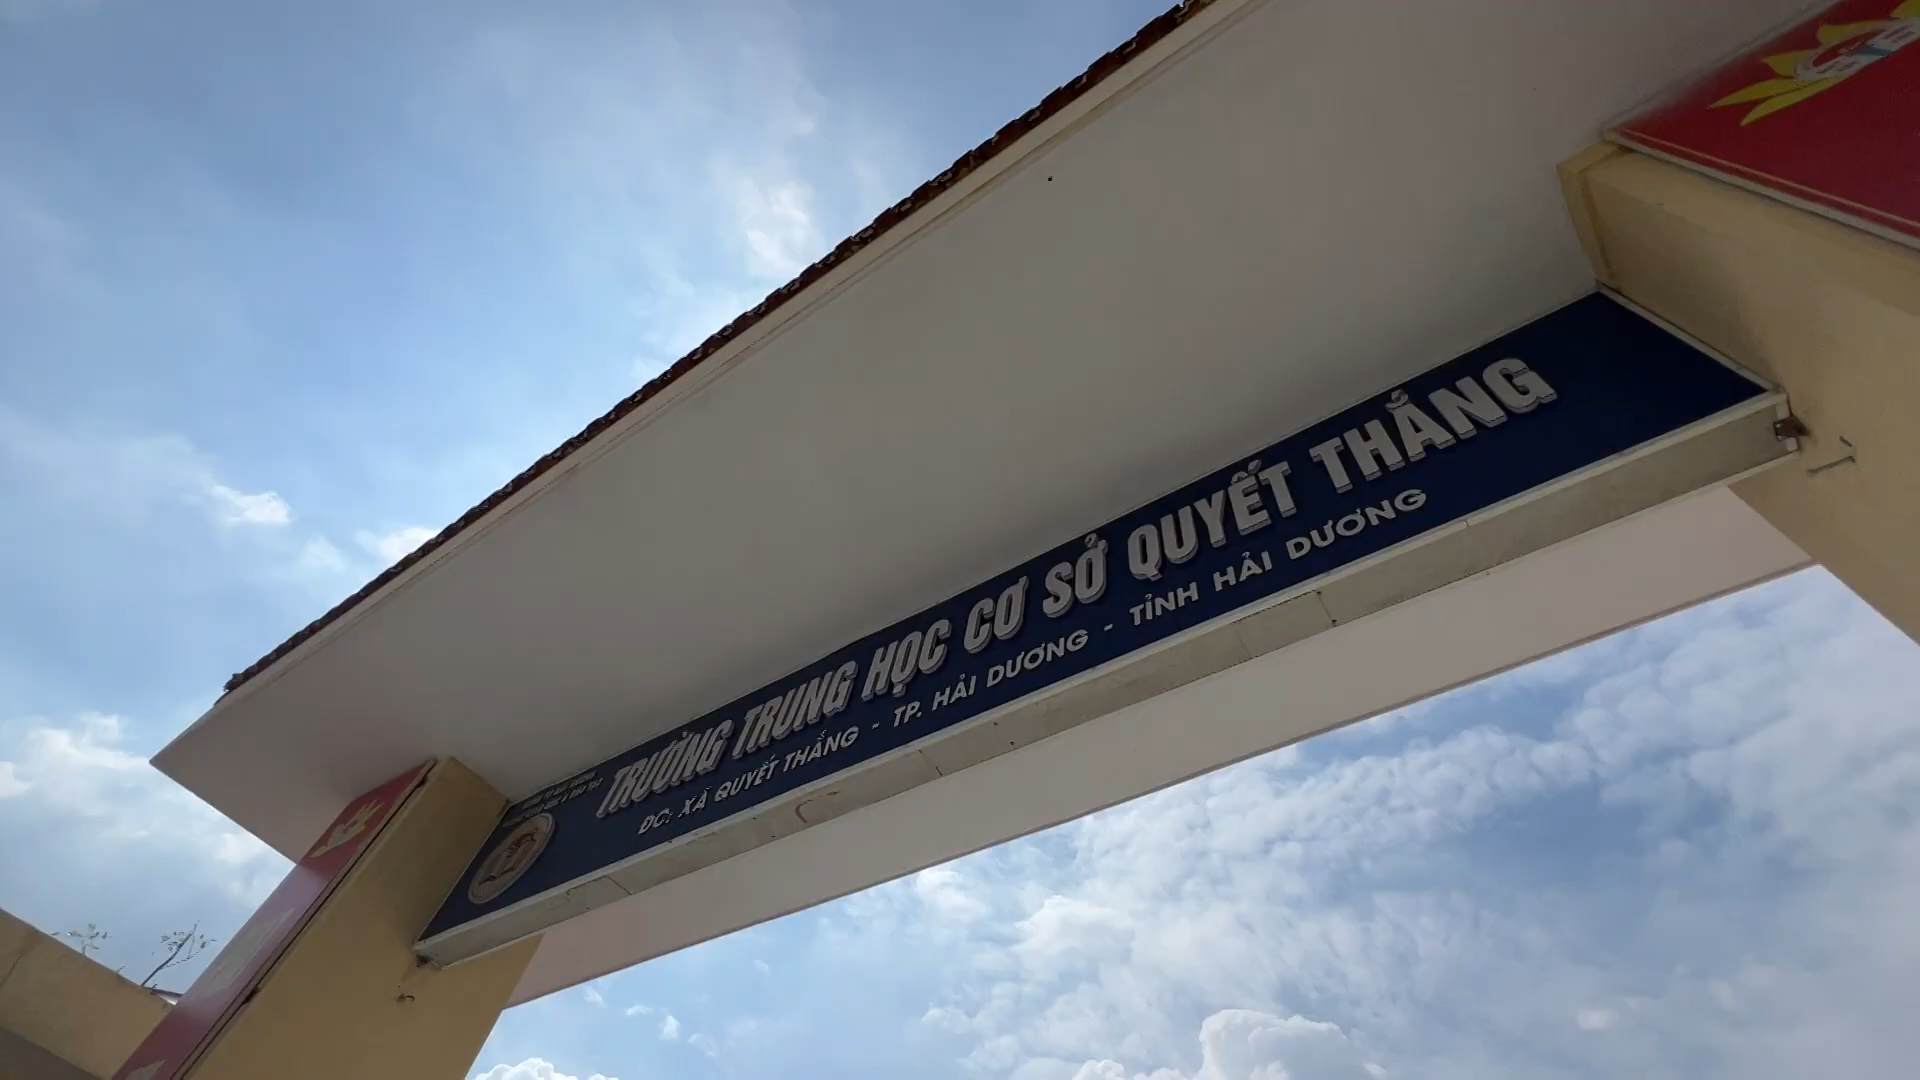 TRƯỜNG TRUNG HỌC CƠ SỞ QUYẾT THẮNG
ĐC: XÃ QUYẾT THẮNG - TP. HẢI DƯƠNG - TỈNH HẢI DƯƠNG